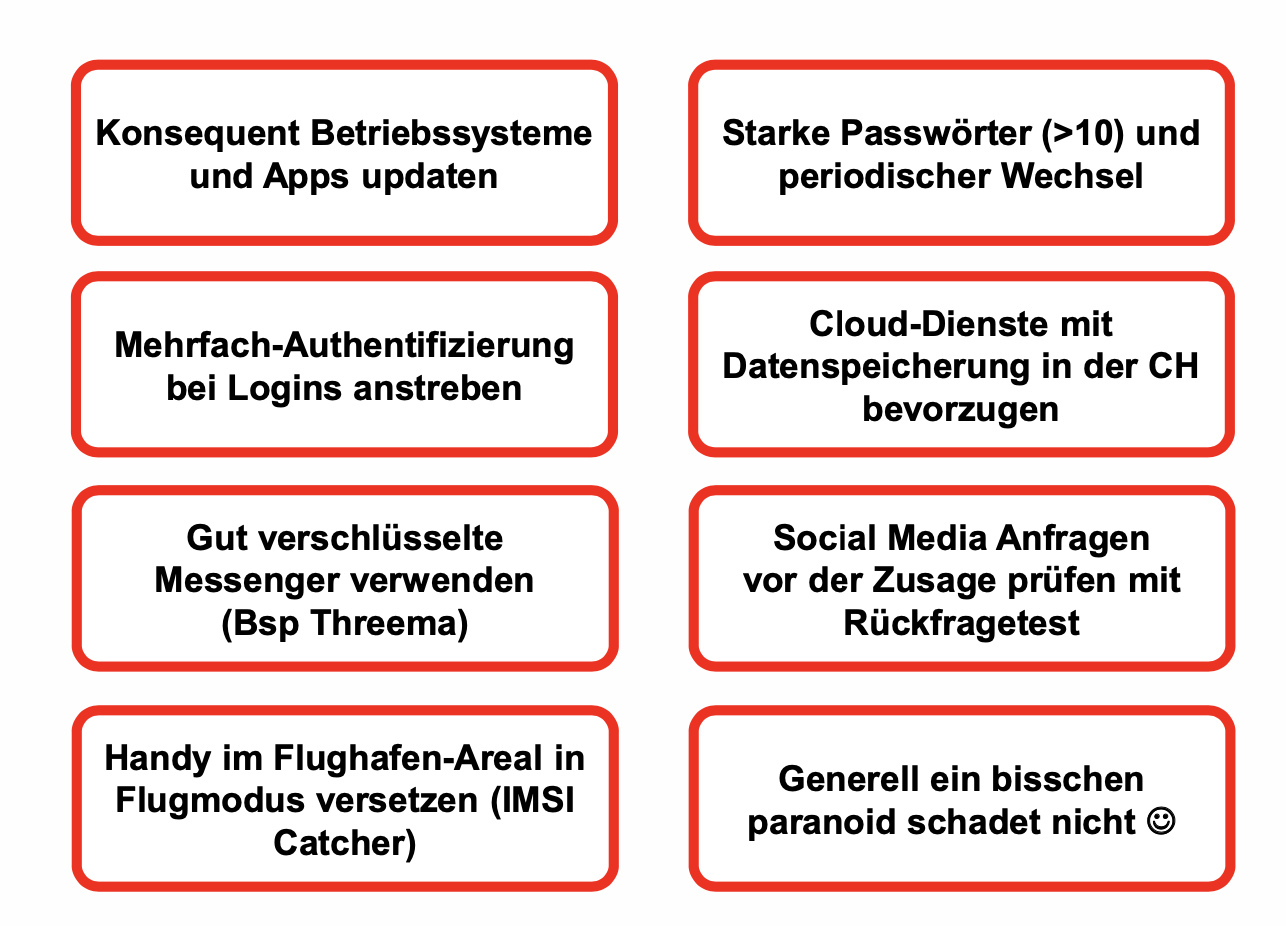 Konsequent Betriebssysteme
und Apps updaten
Starke Passwörter (>10) und
periodischer Wechsel
Mehrfach-Authentifizierung
bei Logins anstreben
Cloud-Dienste mit
Datenspeicherung in der CH
bevorzugen
Gut verschlüsselte
Messenger verwenden
(Bsp Threema)
Social Media Anfragen
vor der Zusage prüfen mit
Rückfragetest
Handy im Flughafen-Areal in
Flugmodus versetzen (IMSI
Catcher)
Generell ein bisschen
paranoid schadet nicht ☺